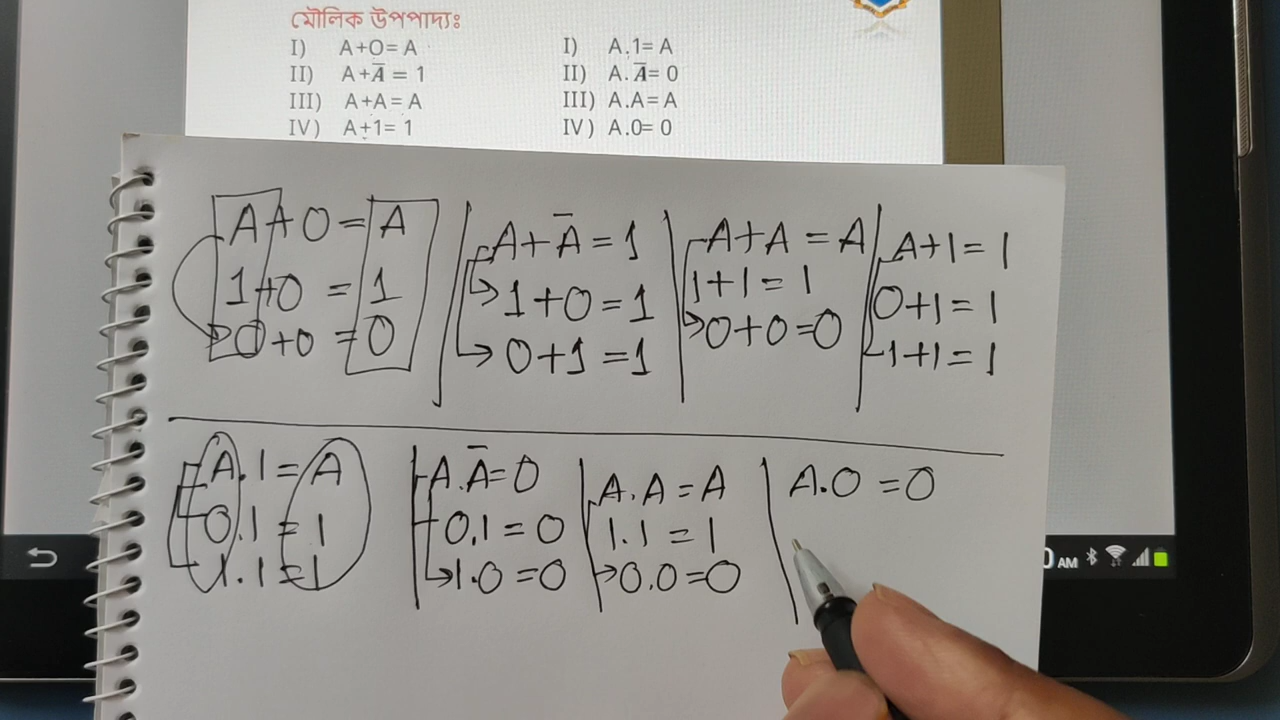 মৌলিক উপপাদ্যঃ
I) A+O= A
II) A+A̅ = 1
III) A+A = A
IV) A+1= 1
I) A.1= A
II) A. A̅= 0
III) A.A= A
IV) A.0= 0
A+0=A
1+0=1
0+0=0
A+A̅=1
1+0=1
0+1=1
A+A=A
1+1=1
0+0=0
A+1=1
0+1=1
1+1=1
A.1=A
0.1=1
1.1=1
A.A̅=0
0.1=0
1.0=0
A.A=A
1.1=1
0.0=0
A.0=0
AM